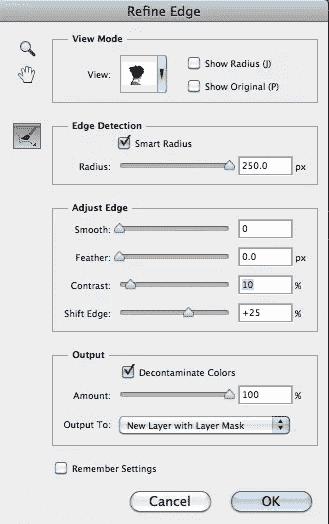 Refine Edge
View Mode
View:
Show Radius (J)
Show Original (P)
Edge Detection
Smart Radius
Radius: 250.0 px
Adjust Edge
Smooth: 0
Feather: 0.0 px
Contrast: 10 %
Shift Edge: +25 %
Output
Decontaminate Colors
Amount: 100 %
Output To: New Layer with Layer Mask
Remember Settings
Cancel OK